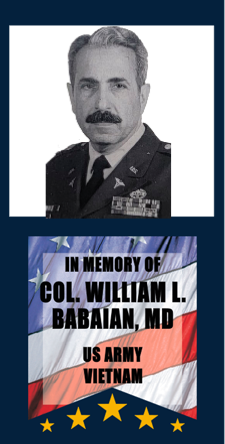 IN MEMORY OF
COL. WILLIAM L.
BABAIAN, MD
US ARMY
VIETNAM